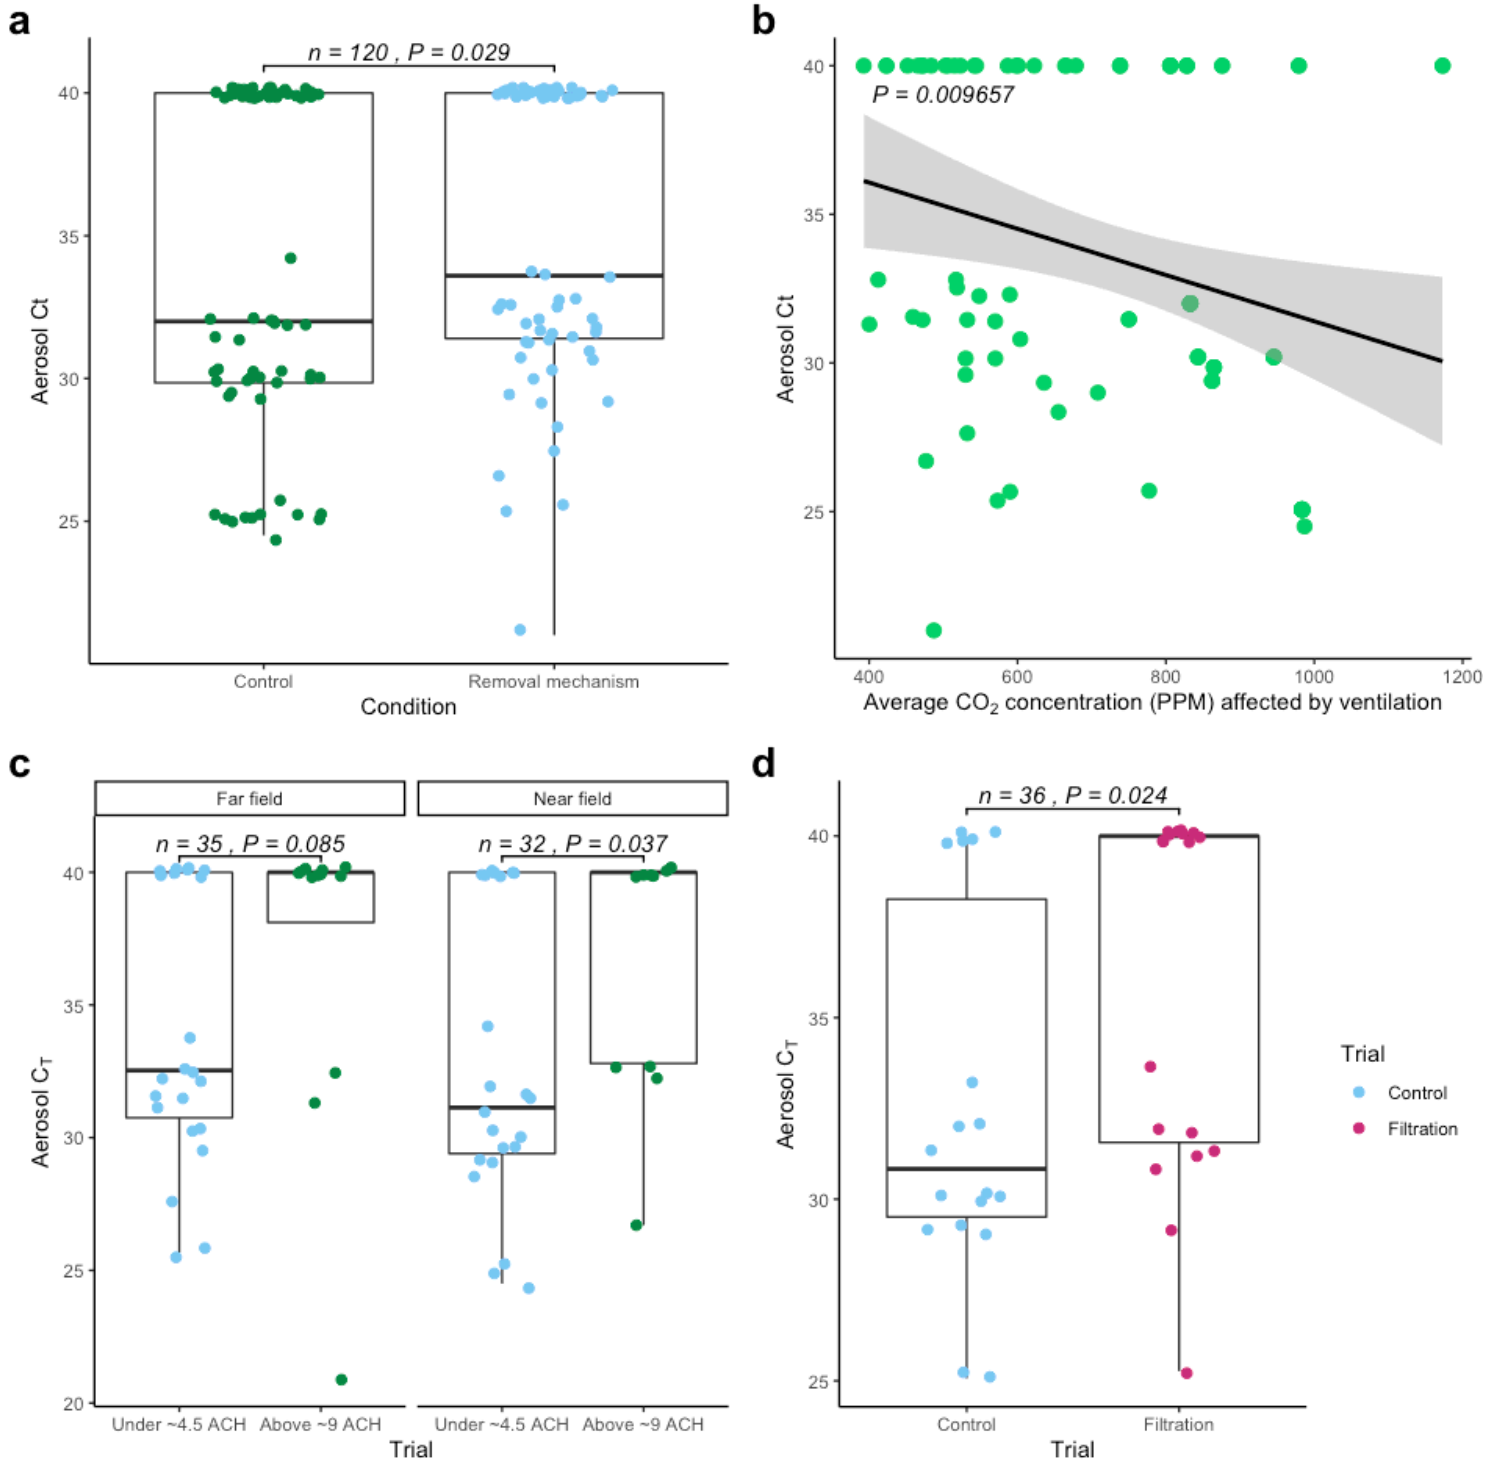 a
n = 120 , P = 0.029
40
35
30
25
Aerosol Ct
Control
Removal mechanism
Condition
b
P = 0.009657
40
35
30
25
Aerosol Ct
400
600
800
1000
1200
Average CO₂ concentration (PPM) affected by ventilation
c
Far field
Near field
n = 35 , P = 0.085
n = 32 , P = 0.037
40
35
30
25
20
Aerosol C_T
Under ~4.5 ACH
Above ~9 ACH
Under ~4.5 ACH
Above ~9 ACH
Trial
d
n = 36 , P = 0.024
40
35
30
25
Aerosol C_T
Control
Filtration
Trial
Trial
Control
Filtration